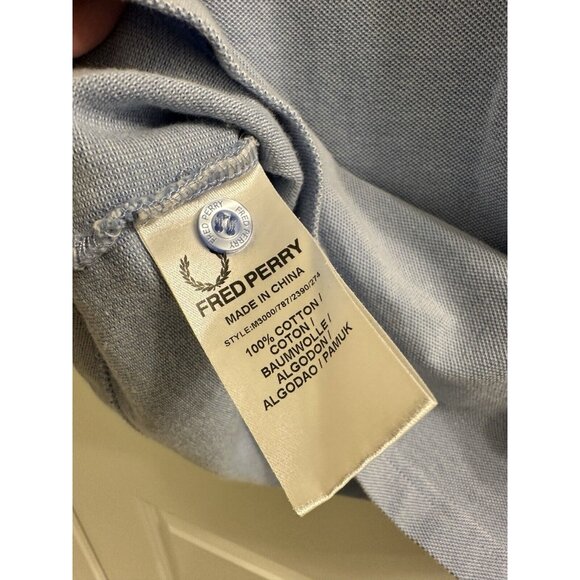 FRED PERRY
FRED PERRY
FRED PERRY
MADE IN CHINA
STYLE:M3000/787/2390/274
100% COTTON/
COTON/
BAUMWOLLE/
ALGODON/
ALGODAO/PAMUK